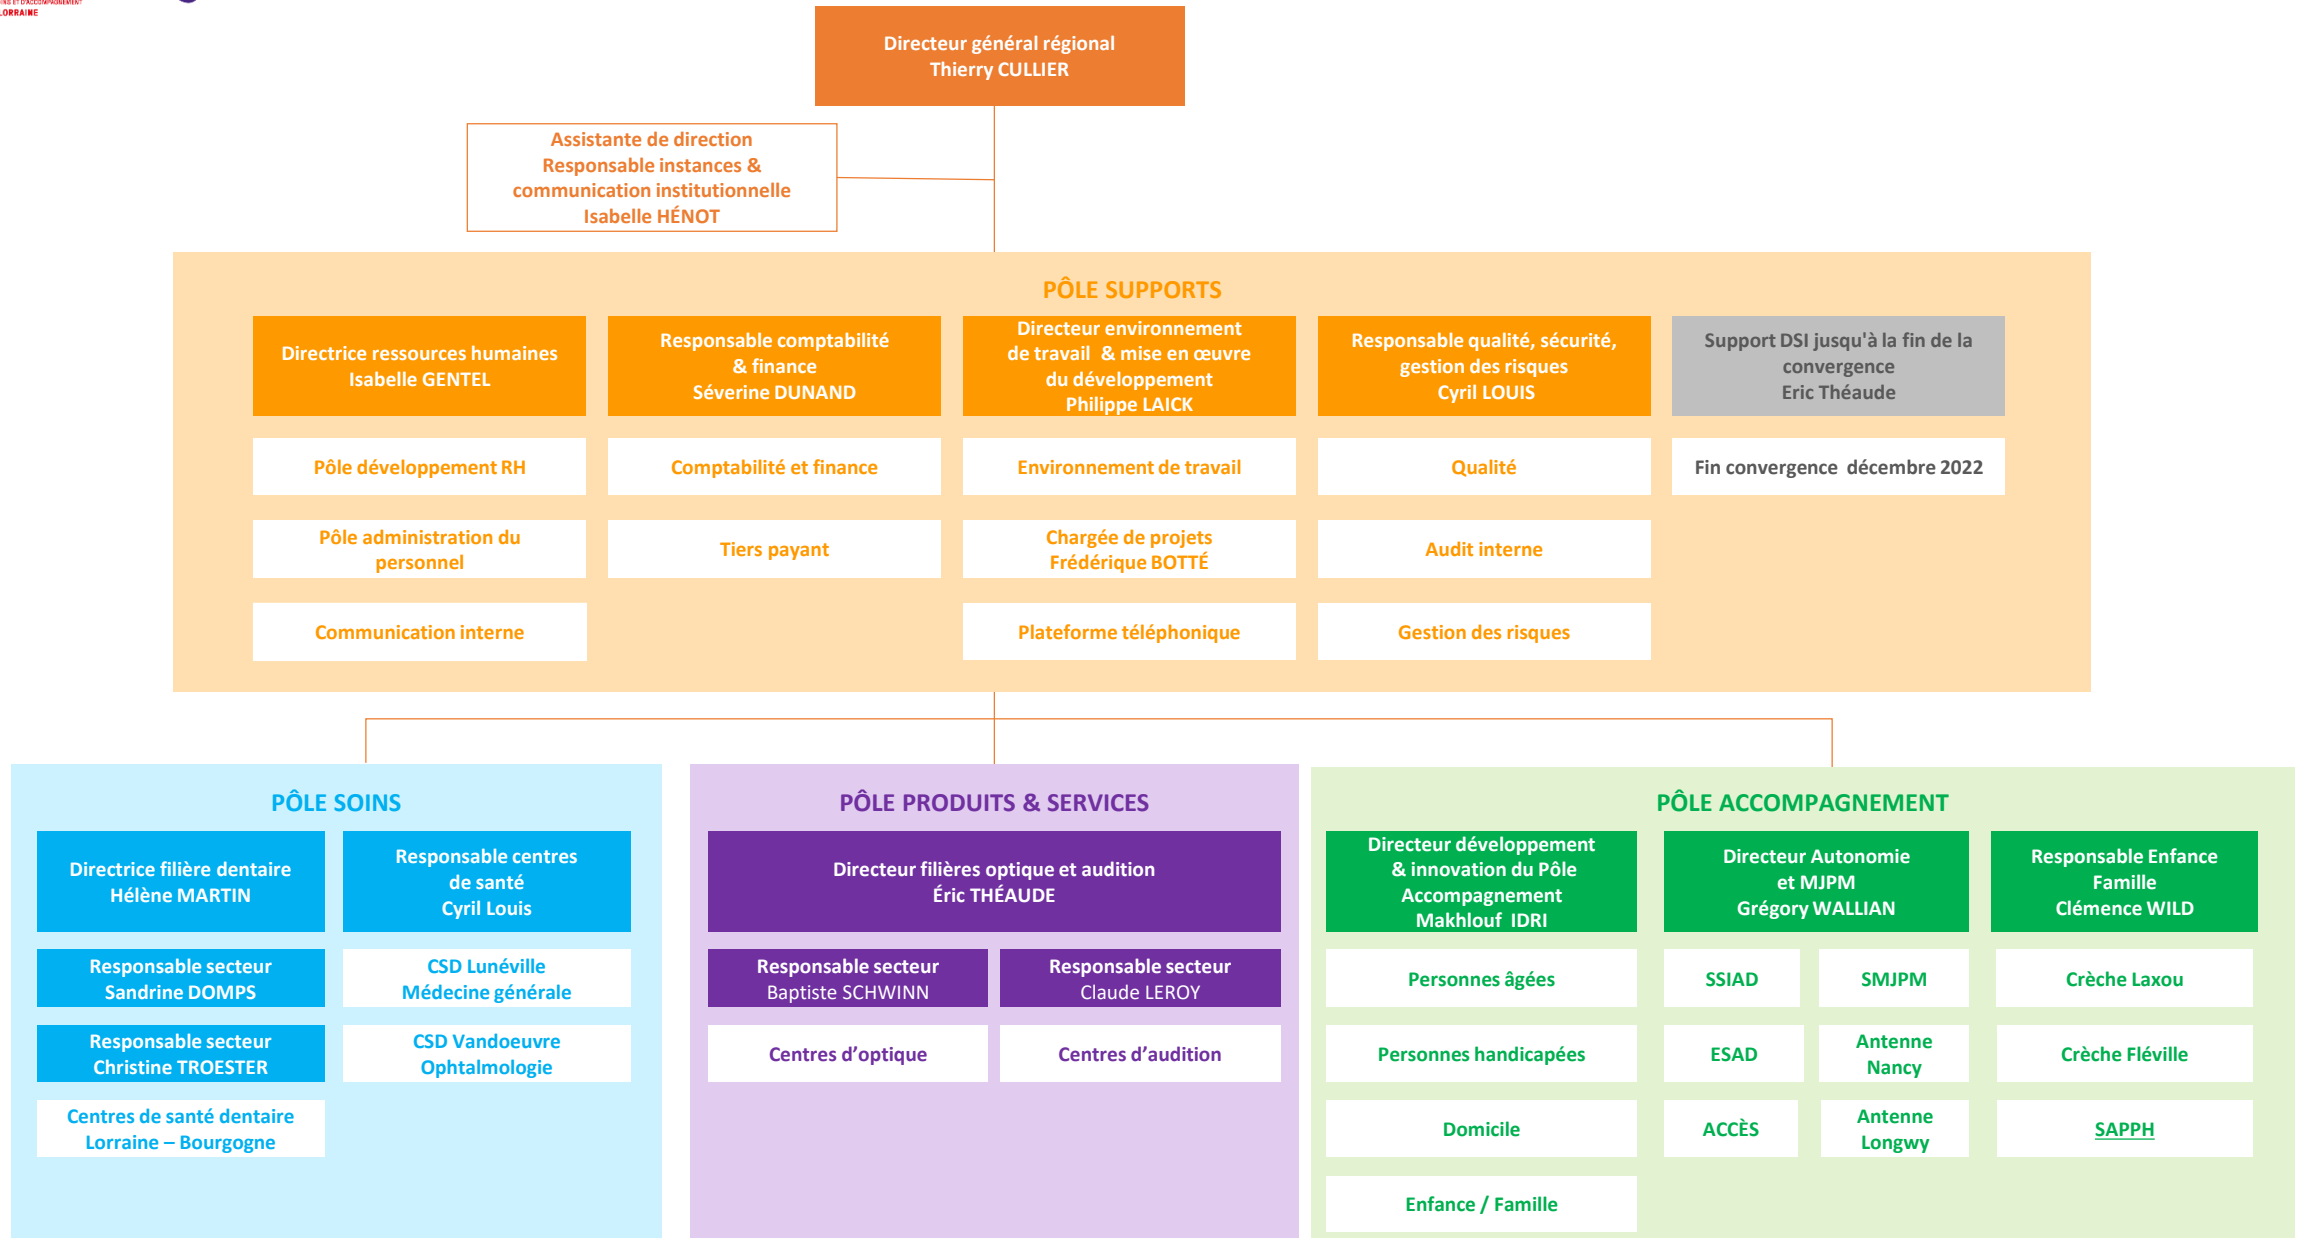 INS ET D'ACCOMPAGNEMENT
LORRAINE
Directeur général régional
Thierry CULLIER
Assistante de direction
Responsable instances &
communication institutionnelle
Isabelle HÉNOT
PÔLE SUPPORTS
Directrice ressources humaines
Isabelle GENTEL
Pôle développement RH
Pôle administration du
personnel
Communication interne
Responsable comptabilité
& finance
Séverine DUNAND
Comptabilité et finance
Tiers payant
Directeur environnement
de travail  & mise en œuvre
du développement
Philippe LAICK
Environnement de travail
Chargée de projets
Frédérique BOTTÉ
Plateforme téléphonique
Responsable qualité, sécurité,
gestion des risques
Cyril LOUIS
Qualité
Audit interne
Gestion des risques
Support DSI jusqu'à la fin de la
convergence
Eric Théaude
Fin convergence  décembre 2022
PÔLE SOINS
Directrice filière dentaire
Hélène MARTIN
Responsable secteur
Sandrine DOMPS
Responsable secteur
Christine TROESTER
Centres de santé dentaire
Lorraine – Bourgogne
Responsable centres
de santé
Cyril Louis
CSD Lunéville
Médecine générale
CSD Vandoeuvre
Ophtalmologie
PÔLE PRODUITS & SERVICES
Directeur filières optique et audition
Éric THÉAUDE
Responsable secteur
Baptiste SCHWINN
Centres d’optique
Responsable secteur
Claude LEROY
Centres d’audition
PÔLE ACCOMPAGNEMENT
Directeur développement
& innovation du Pôle
Accompagnement
Makhlouf  IDRI
Personnes âgées
Personnes handicapées
Domicile
Enfance / Famille
Directeur Autonomie
et MJPM
Grégory WALLIAN
SSIAD
ESAD
ACCÈS
SMJPM
Antenne
Nancy
Antenne
Longwy
Responsable Enfance
Famille
Clémence WILD
Crèche Laxou
Crèche Fléville
SAPPH